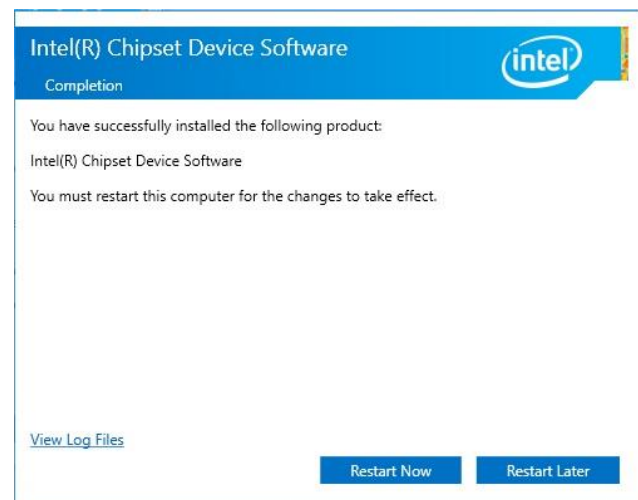 Intel(R) Chipset Device Software
intel
Completion
You have successfully installed the following product:
Intel(R) Chipset Device Software
You must restart this computer for the changes to take effect.
View Log Files
Restart Now
Restart Later